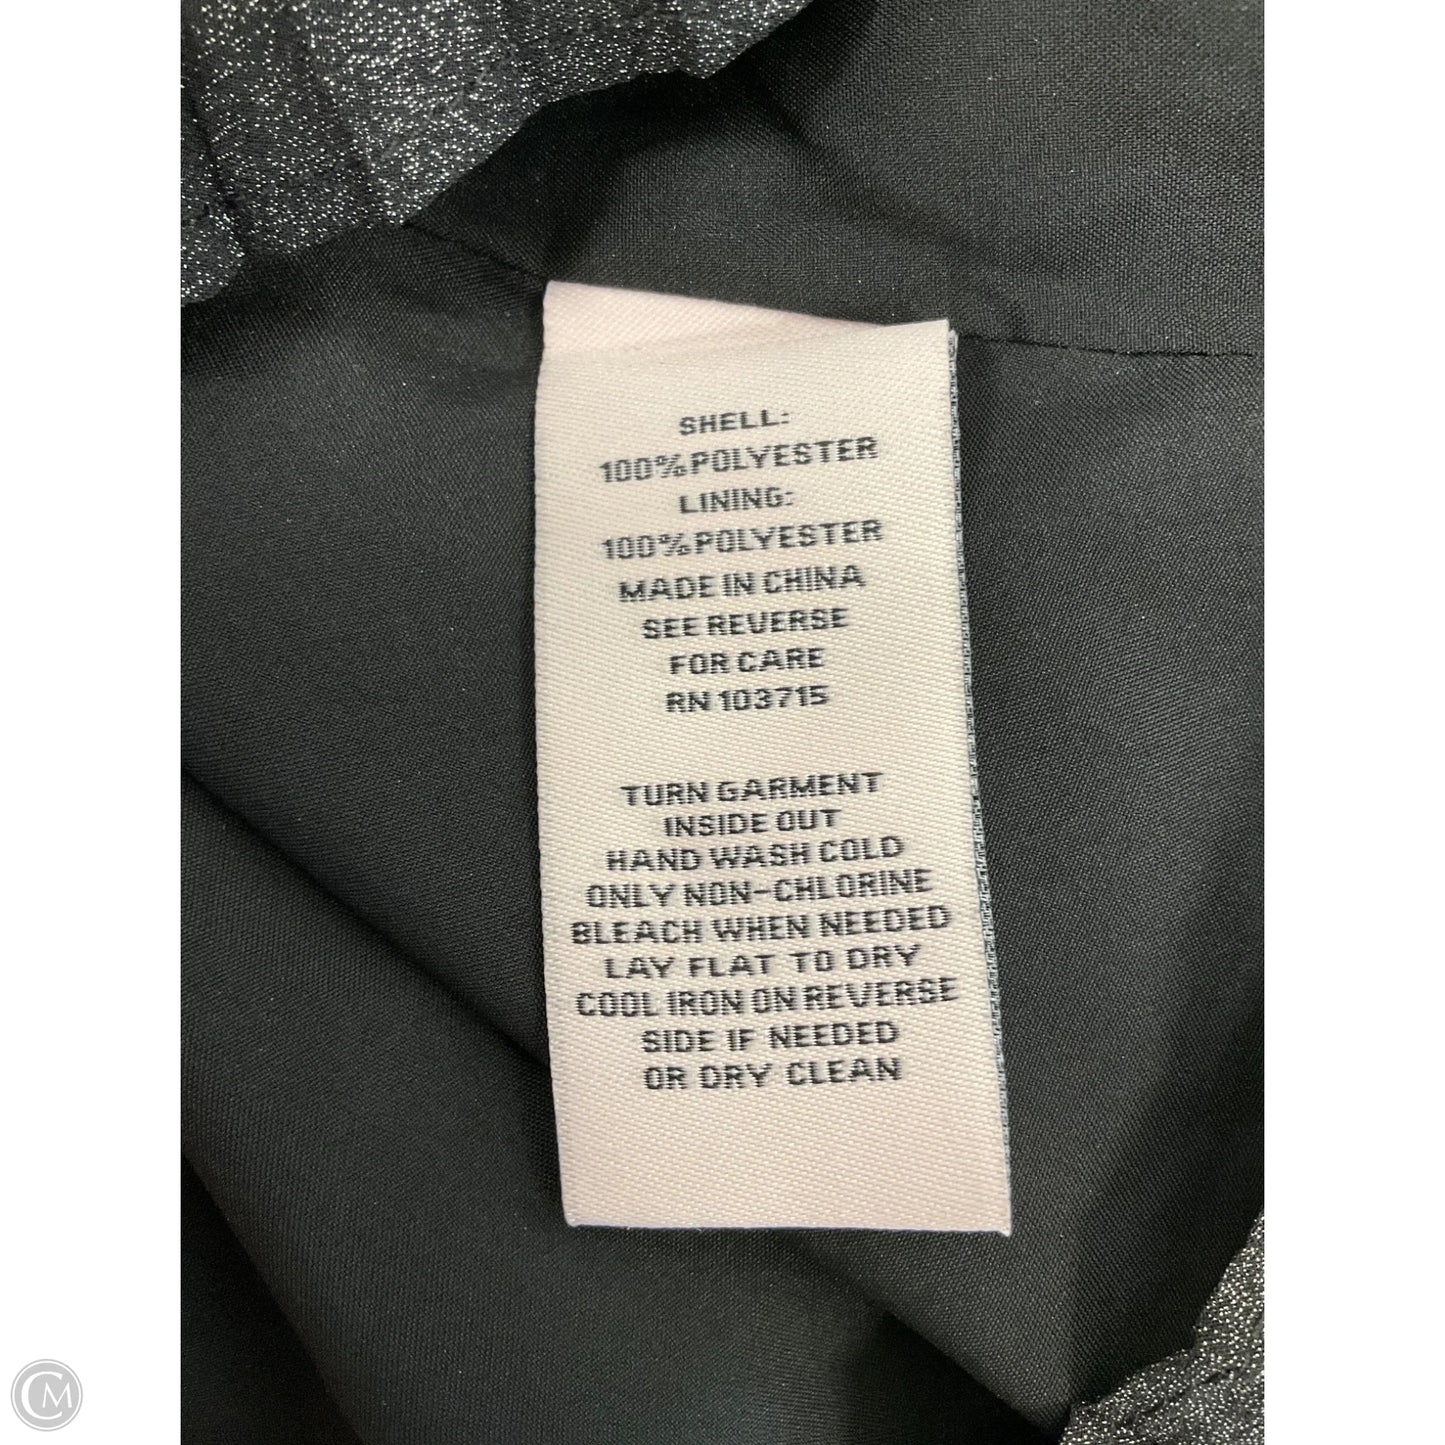 SHELL:
100% POLYESTER
LINING:
100% POLYESTER
MADE IN CHINA
SEE REVERSE
FOR CARE
RN 103715
TURN GARMENT
INSIDE OUT
HAND WASH COLD
ONLY NON-CHLORINE
BLEACH WHEN NEEDED
LAY FLAT TO DRY
COOL IRON ON REVERSE
SIDE IF NEEDED
OR DRY CLEAN
CM